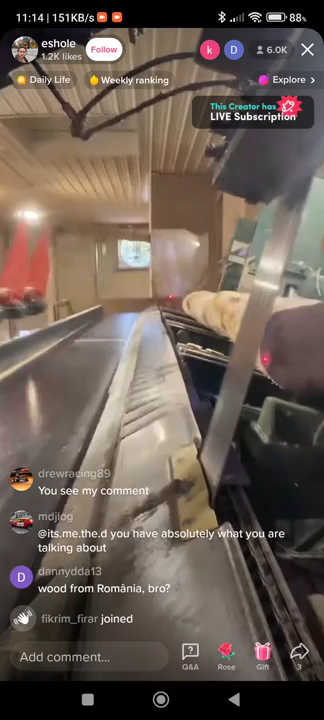 11:14 | 151KB/s
88%
eshole
1.2K likes
Follow
k
D
6.0K
Daily Life
Weekly ranking
Explore >
This Creator has
LIVE Subscription
drewracing89
You see my comment
mdjlog
@its.me.the.d you have absolutely what you are
talking about
D
dannydda13
wood from România, bro?
fikrim_firar joined
Add comment...
Q&A
Rose
Gift
3